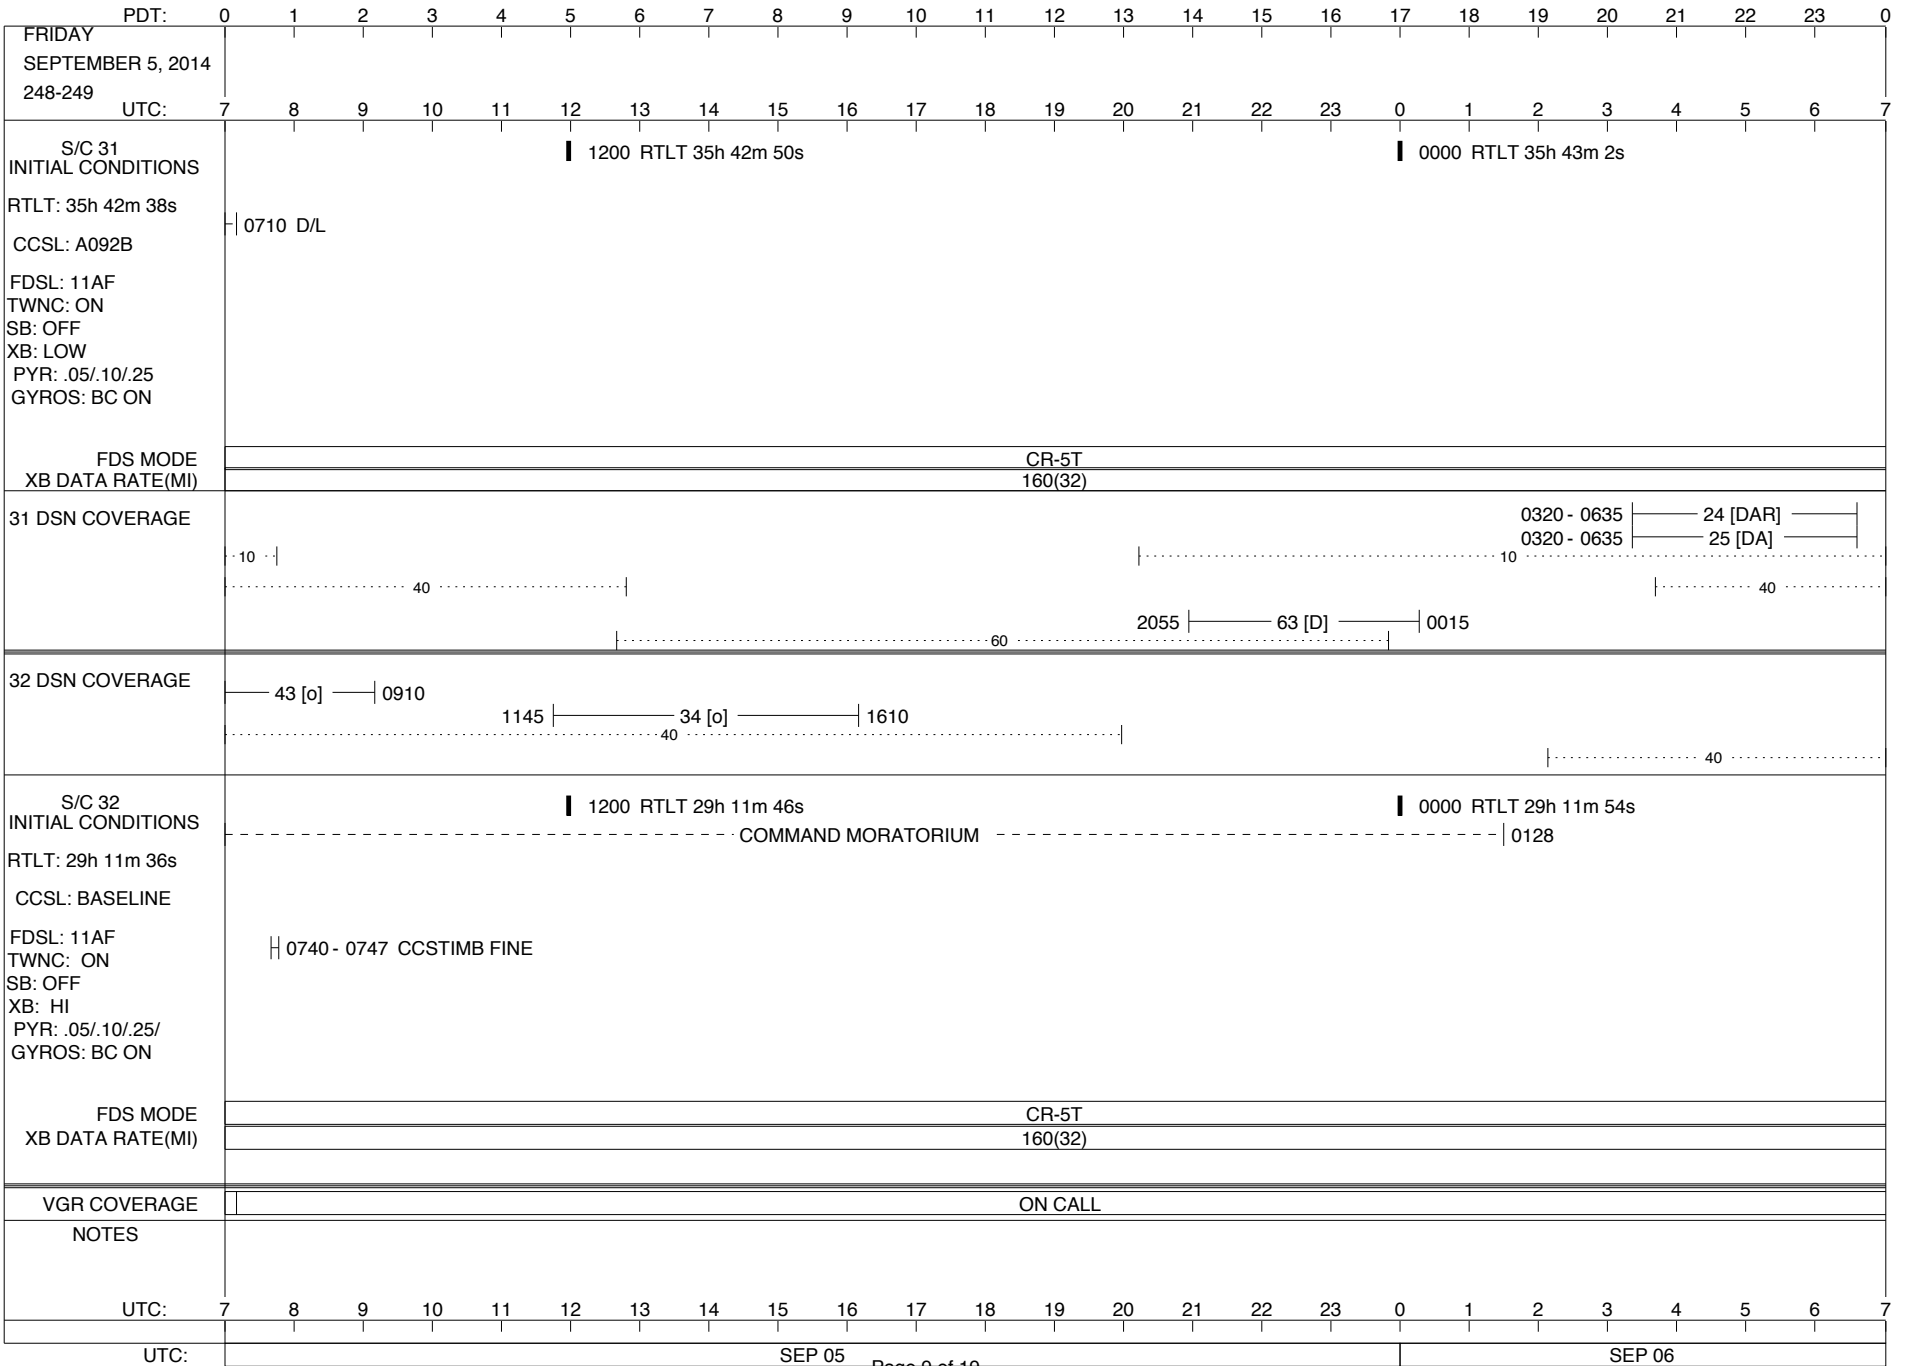 PDT: 0 1 2 3 4 5 6 7 8 9 10 11 12 13 14 15 16 17 18 19 20 21 22 23 0
FRIDAY
SEPTEMBER 5, 2014
248-249
UTC: 7 8 9 10 11 12 13 14 15 16 17 18 19 20 21 22 23 0 1 2 3 4 5 6 7
S/C 31
INITIAL CONDITIONS
1200 RTLT 35h 42m 50s
0000 RTLT 35h 43m 2s
RTLT: 35h 42m 38s
0710 D/L
CCSL: A092B
FDSL: 11AF
TWNC: ON
SB: OFF
XB: LOW
PYR: .05/.10/.25
GYROS: BC ON
FDS MODE CR-5T
XB DATA RATE(MI) 160(32)
31 DSN COVERAGE
0320 - 0635 24 [DAR]
0320 - 0635 25 [DA]
10 10
40 40
2055 63 [D] 0015
60
32 DSN COVERAGE
43 [o] 0910
1145 34 [o] 1610
40
40
S/C 32
INITIAL CONDITIONS
1200 RTLT 29h 11m 46s
0000 RTLT 29h 11m 54s
COMMAND MORATORIUM 0128
RTLT: 29h 11m 36s
CCSL: BASELINE
FDSL: 11AF
0740 - 0747 CCSTIMB FINE
TWNC: ON
SB: OFF
XB: HI
PYR: .05/.10/.25/
GYROS: BC ON
FDS MODE CR-5T
XB DATA RATE(MI) 160(32)
VGR COVERAGE ON CALL
NOTES
UTC: 7 8 9 10 11 12 13 14 15 16 17 18 19 20 21 22 23 0 1 2 3 4 5 6 7
UTC: SEP 05 SEP 06
Page 9 of 10